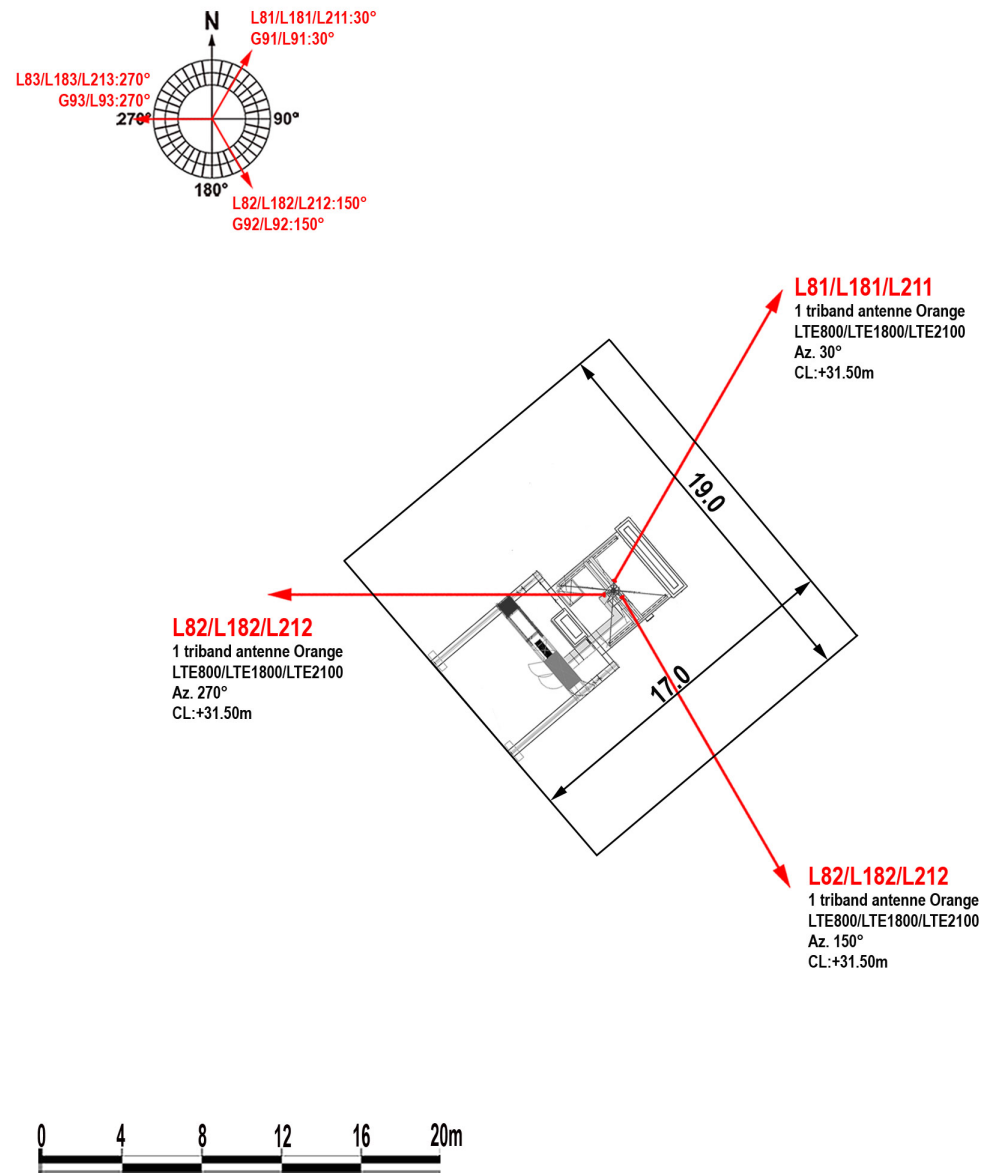 N
L81/L181/L211:30°
G91/L91:30°
L83/L183/L213:270°
G93/L93:270°
270°
90°
180°
L82/L182/L212:150°
G92/L92:150°
L81/L181/L211
1 triband antenne Orange
LTE800/LTE1800/LTE2100
Az. 30°
CL:+31.50m
19.0
L82/L182/L212
1 triband antenne Orange
LTE800/LTE1800/LTE2100
Az. 270°
CL:+31.50m
17.0
L82/L182/L212
1 triband antenne Orange
LTE800/LTE1800/LTE2100
Az. 150°
CL:+31.50m
0 4 8 12 16 20m